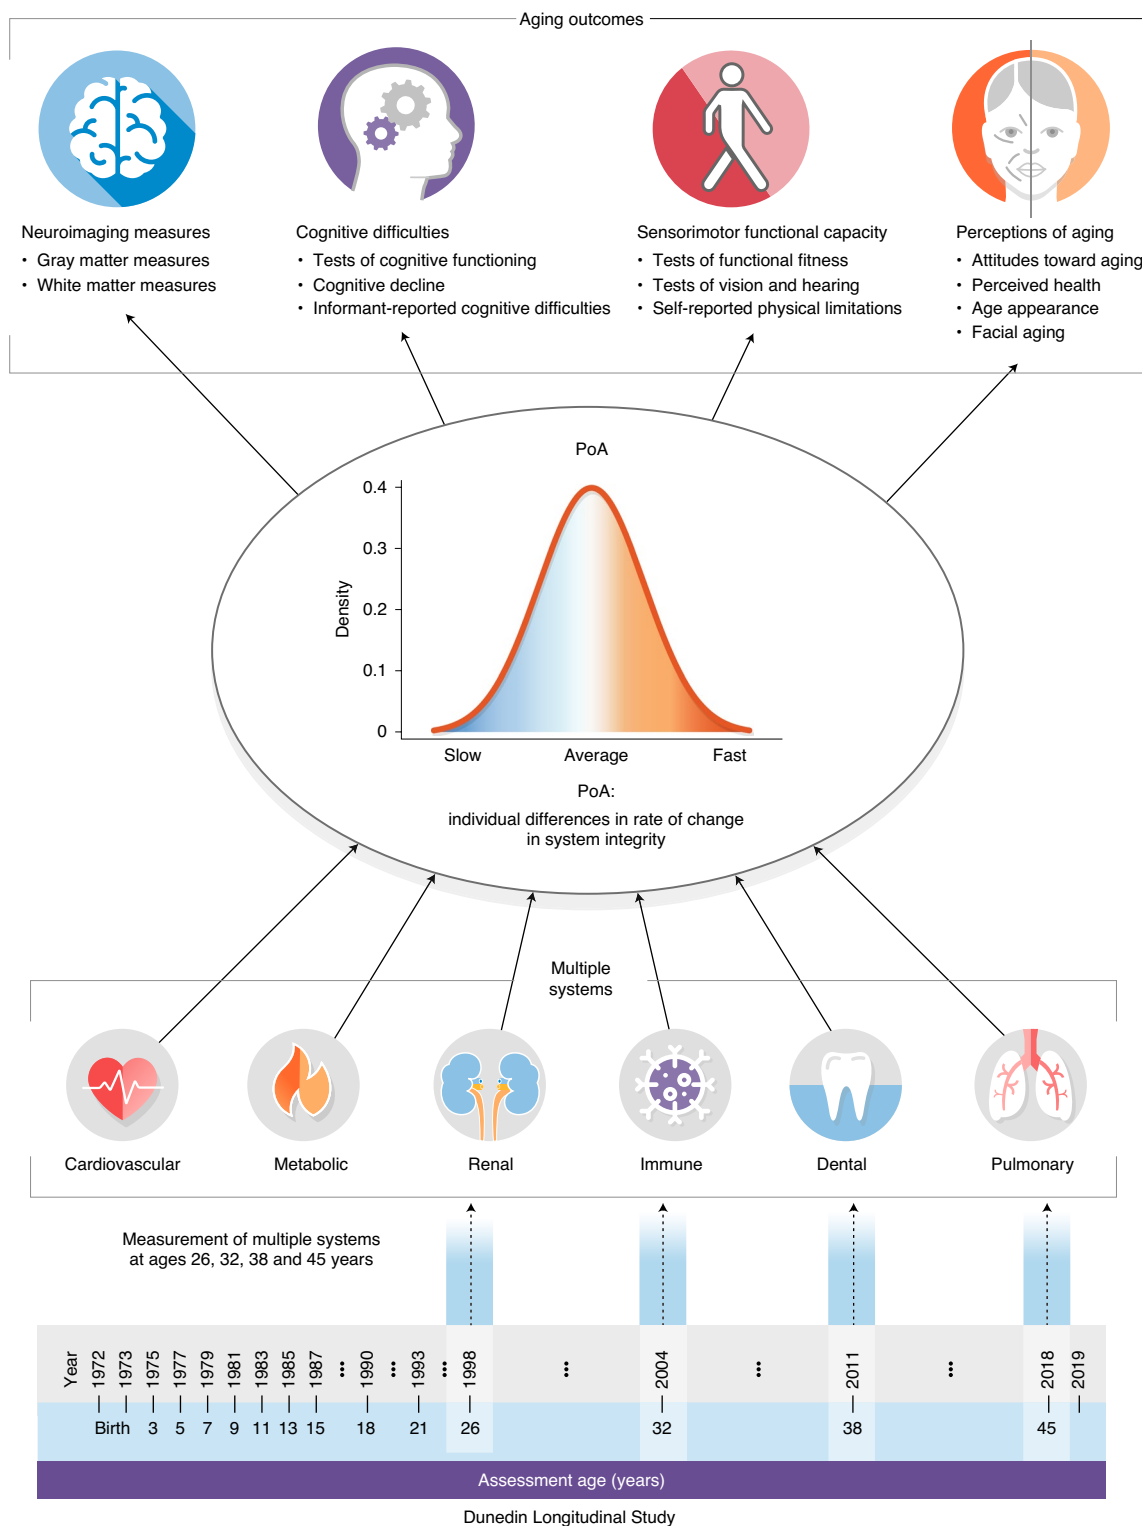 Aging outcomes
Neuroimaging measures
• Gray matter measures
• White matter measures
Cognitive difficulties
• Tests of cognitive functioning
• Cognitive decline
• Informant-reported cognitive difficulties
Sensorimotor functional capacity
• Tests of functional fitness
• Tests of vision and hearing
• Self-reported physical limitations
Perceptions of aging
• Attitudes toward aging
• Perceived health
• Age appearance
• Facial aging
PoA
0.4
0.3
0.2
0.1
0
Density
Slow Average Fast
PoA:
individual differences in rate of change
in system integrity
Multiple
systems
Cardiovascular Metabolic Renal Immune Dental Pulmonary
Measurement of multiple systems
at ages 26, 32, 38 and 45 years
Year 1972 1973 1975 1977 1979 1981 1983 1985 1987 ... 1990 ... 1993 ... 1998 ... 2004 ... 2011 ... 2018 2019
Birth 3 5 7 9 11 13 15 18 21 26 32 38 45
Assessment age (years)
Dunedin Longitudinal Study